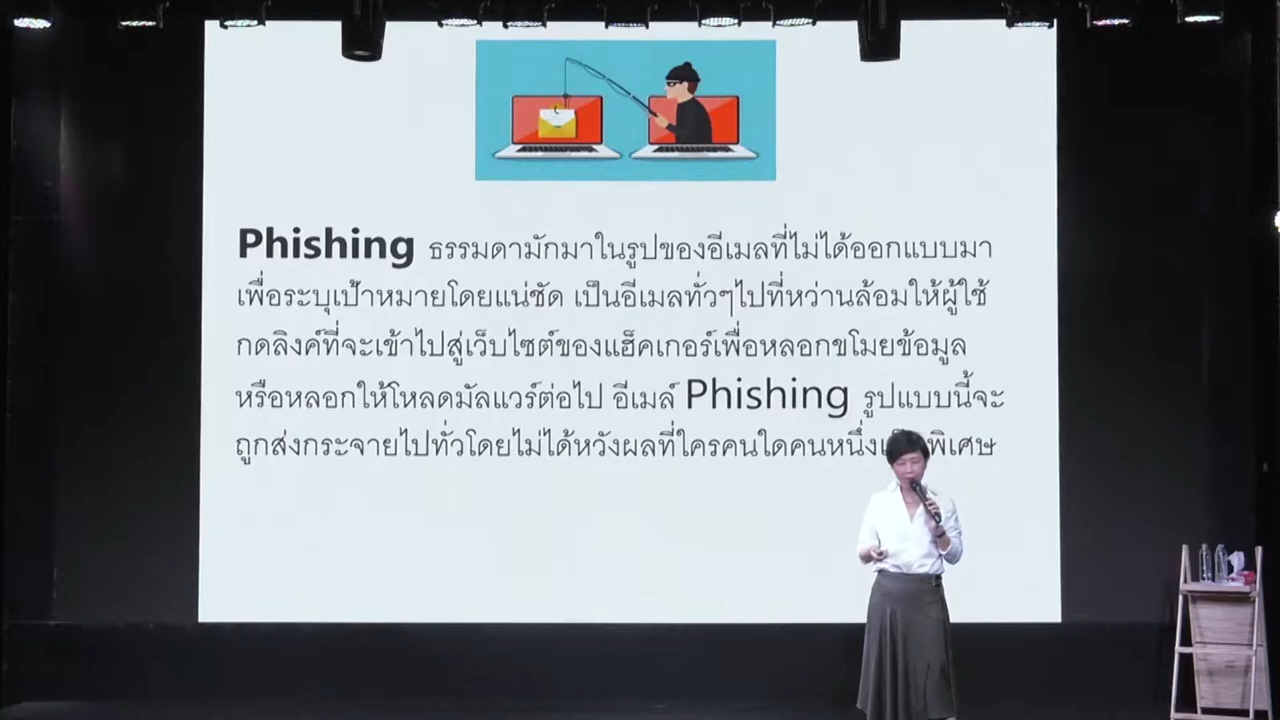 Phishing ธรรมดามักมาในรูปของอีเมลที่ไม่ได้ออกแบบมา
เพื่อระบุเป้าหมายโดยแน่ชัด เป็นอีเมลทั่วๆไปที่หว่านล้อมให้ผู้ใช้
กดลิงค์ที่จะเข้าไปสู่เว็บไซต์ของแฮ็คเกอร์เพื่อหลอกขโมยข้อมูล
หรือหลอกให้โหลดมัลแวร์ต่อไป อีเมล์ Phishing รูปแบบนี้จะ
ถูกส่งกระจายไปทั่วโดยไม่ได้หวังผลที่ใครคนใดคนหนึ่ง พิเศษ